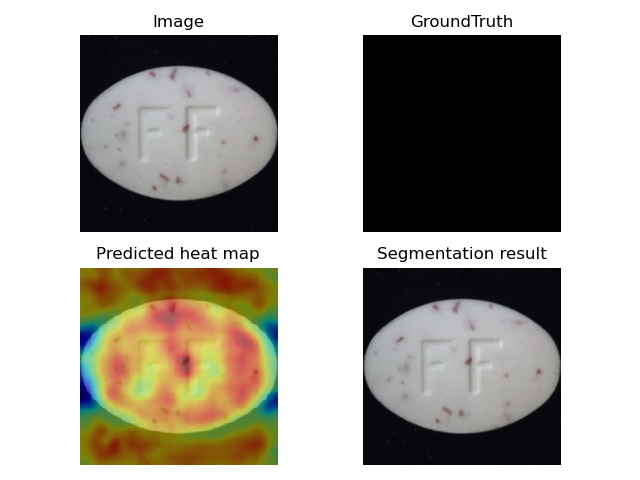 Image
GroundTruth
FF
Predicted heat map
FF
Segmentation result
FF